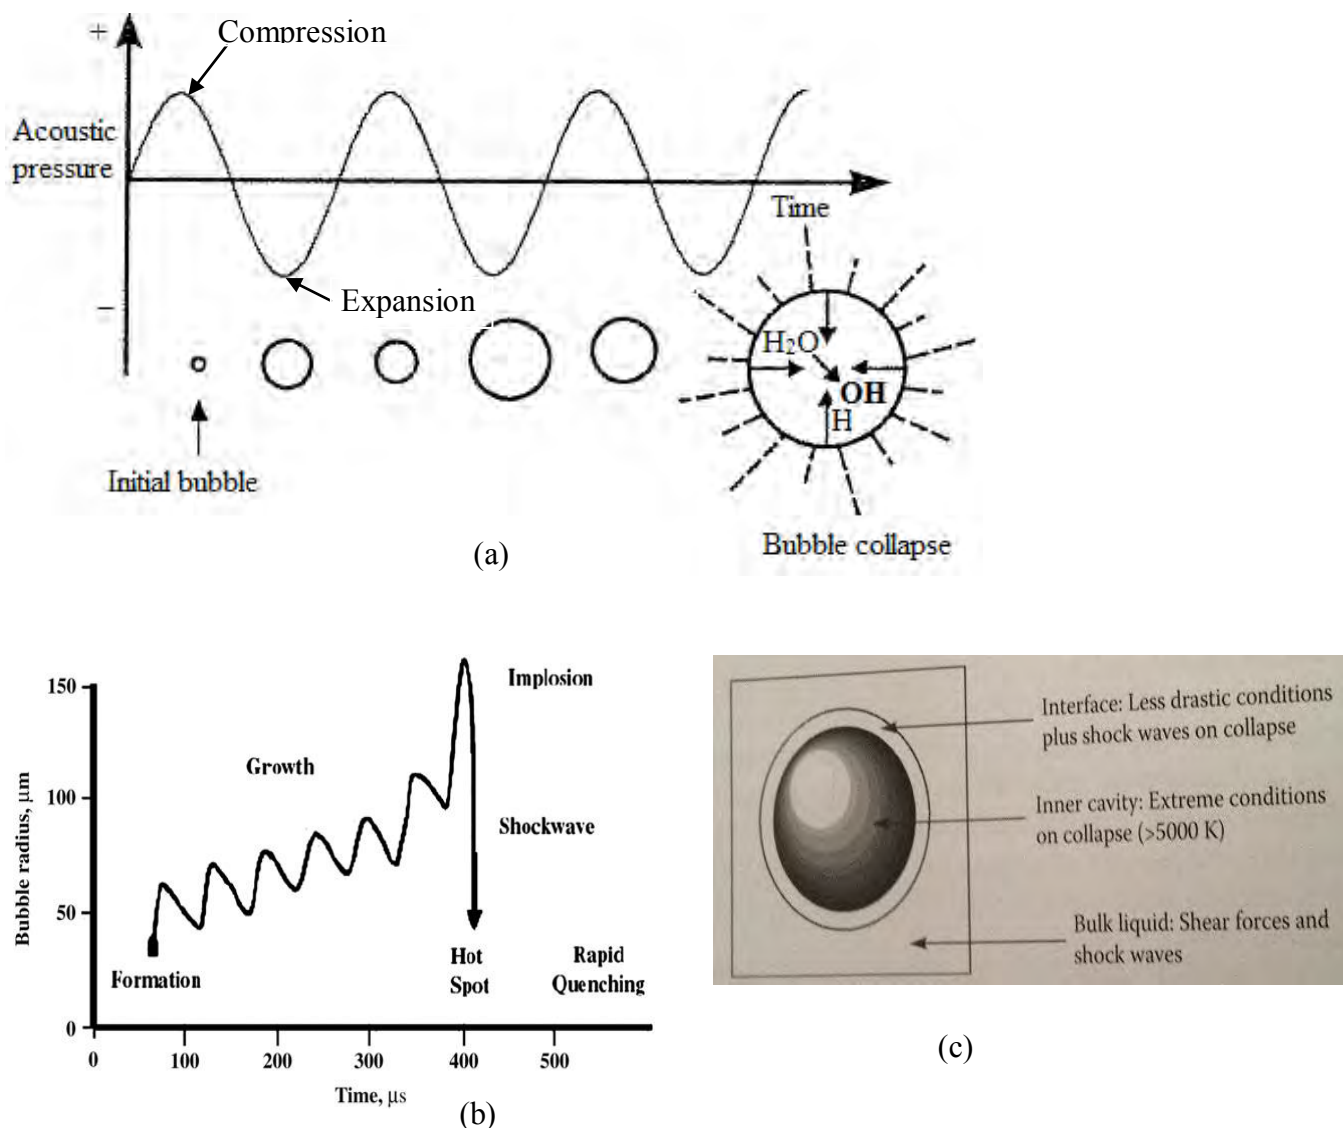 +
Compression
Acoustic
pressure
Time
Expansion
−
H₂O
OH
H
Initial bubble
Bubble collapse
(a)
150
100
50
0
Bubble radius, μm
Implosion
Growth
Shockwave
Formation
Hot
Spot
Rapid
Quenching
0
100
200
300
400
500
Time, μs
(b)
Interface: Less drastic conditions
plus shock waves on collapse
Inner cavity: Extreme conditions
on collapse (>5000 K)
Bulk liquid: Shear forces and
shock waves
(c)